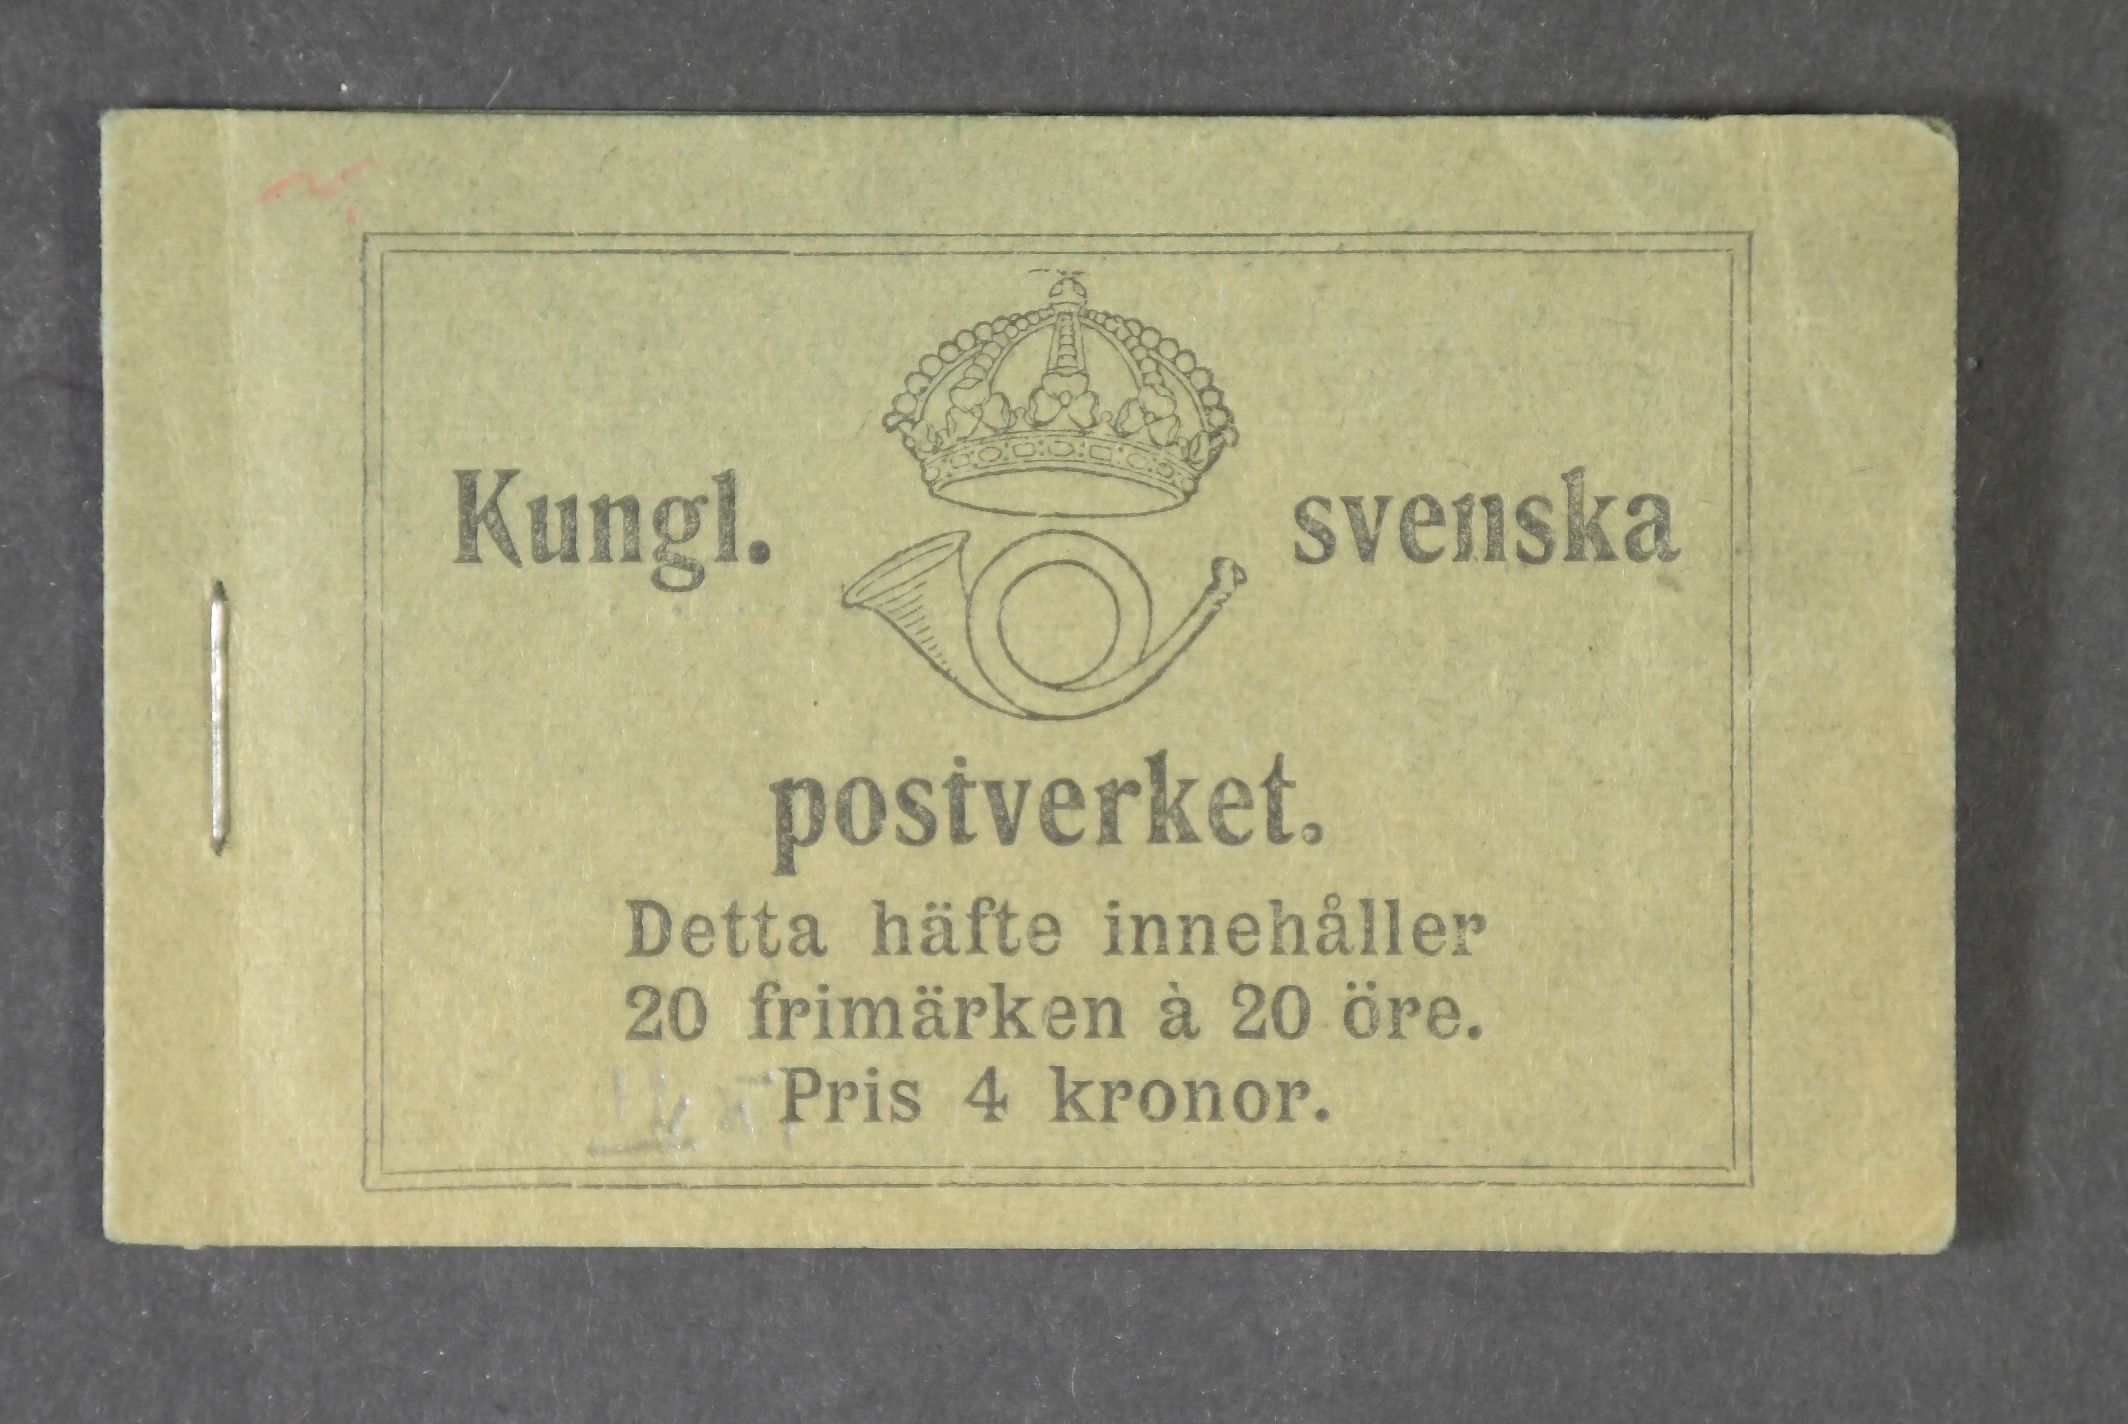 Kungl. svenska
postverket.
Detta häfte innehåller
20 frimärken à 20 öre.
Pris 4 kronor.